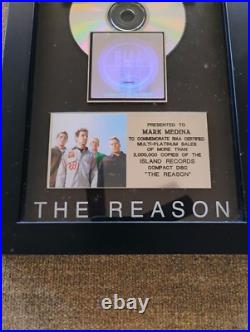 PRESENTED TO
MARK MEDINA
TO COMMEMORATE RIAA CERTIFIED
MULTI-PLATINUM SALES
OF MORE THAN
2,000,000 COPIES OF THE
ISLAND RECORDS
COMPACT DISC
"THE REASON"
THE REASON